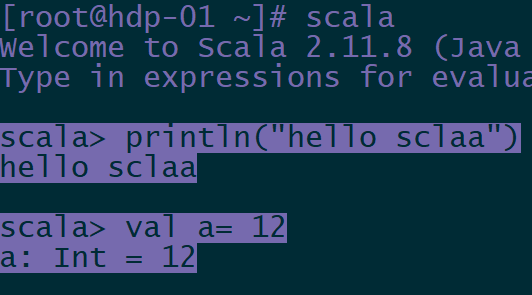 [root@hdp-01 ~]# scala
Welcome to Scala 2.11.8 (Java
Type in expressions for evalua
scala> println("hello sclaa")
hello sclaa
scala> val a= 12
a: Int = 12